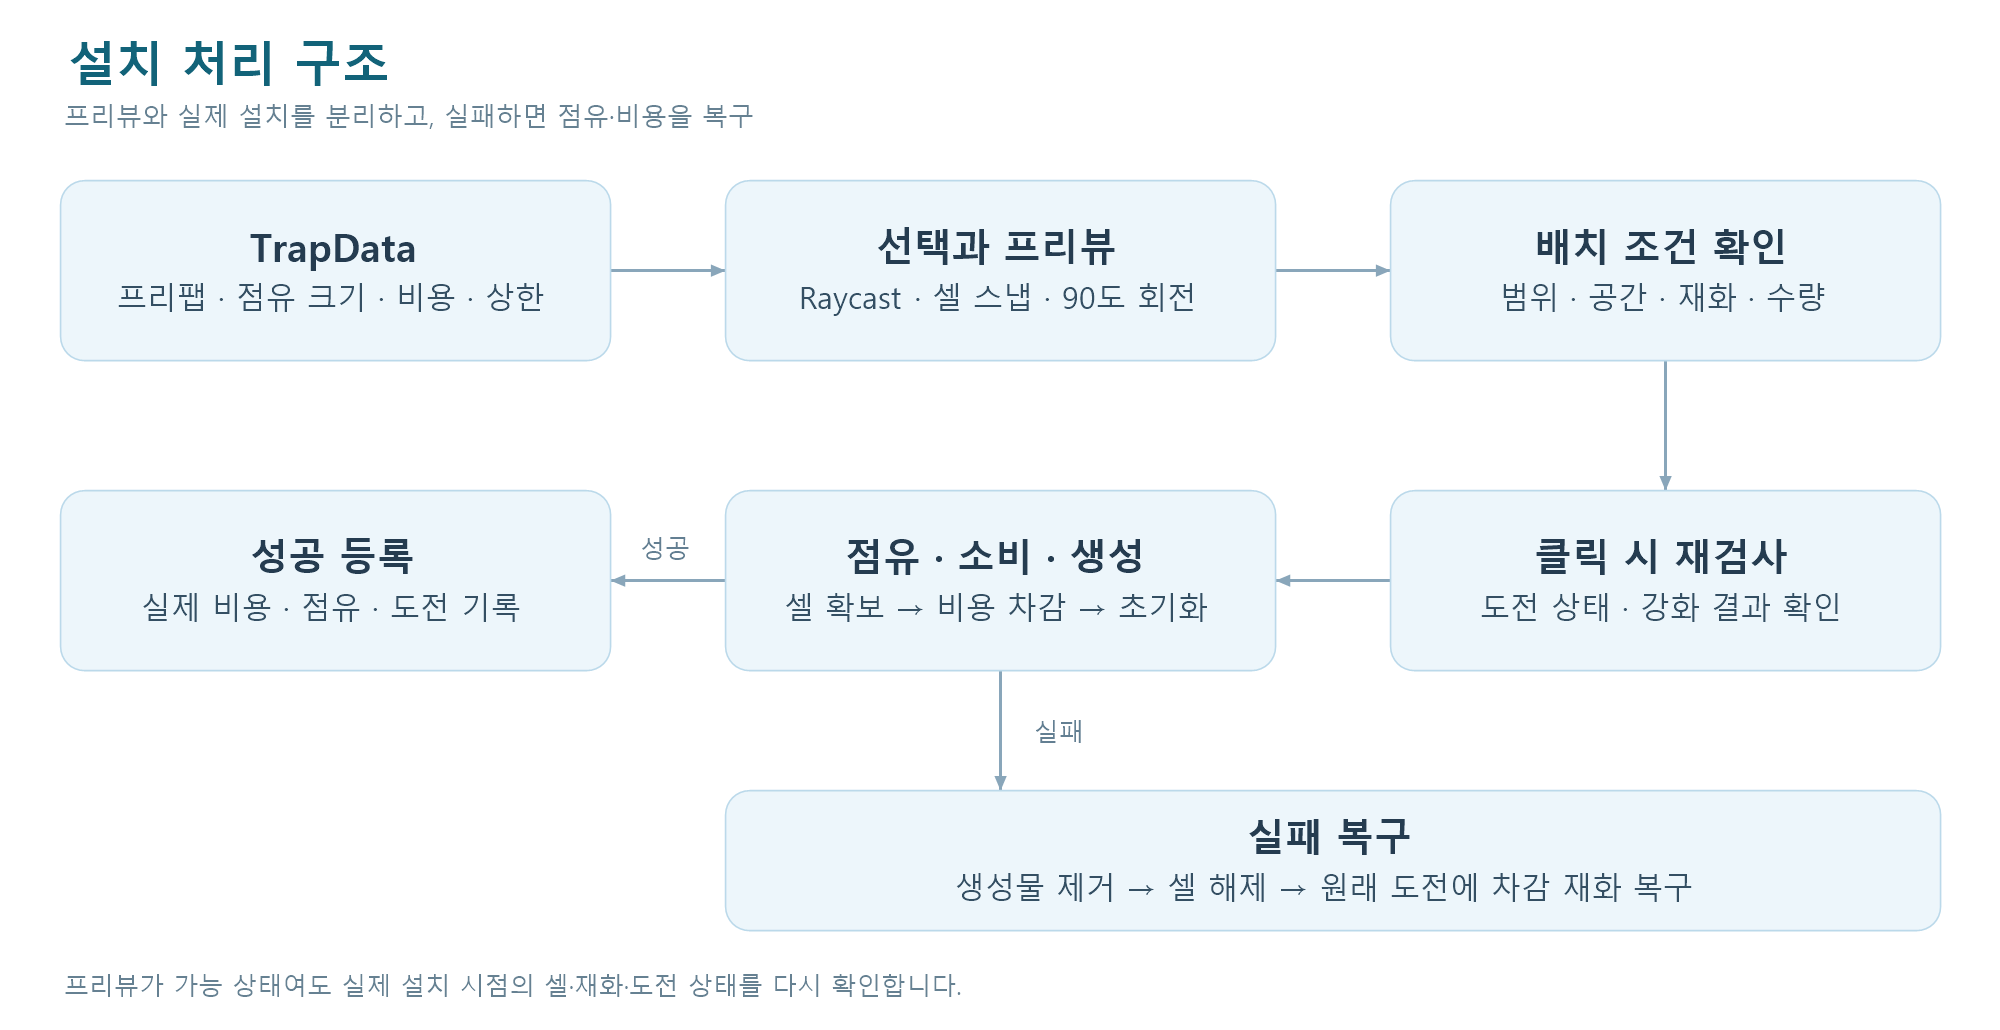 설치 처리 구조
프리뷰와 실제 설치를 분리하고, 실패하면 점유·비용을 복구
TrapData
프리팹 · 점유 크기 · 비용 · 상한
선택과 프리뷰
Raycast · 셀 스냅 · 90도 회전
배치 조건 확인
범위 · 공간 · 재화 · 수량
클릭 시 재검사
도전 상태 · 강화 결과 확인
점유 · 소비 · 생성
셀 확보 → 비용 차감 → 초기화
성공
성공 등록
실제 비용 · 점유 · 도전 기록
실패
실패 복구
생성물 제거 → 셀 해제 → 원래 도전에 차감 재화 복구
프리뷰가 가능 상태여도 실제 설치 시점의 셀·재화·도전 상태를 다시 확인합니다.